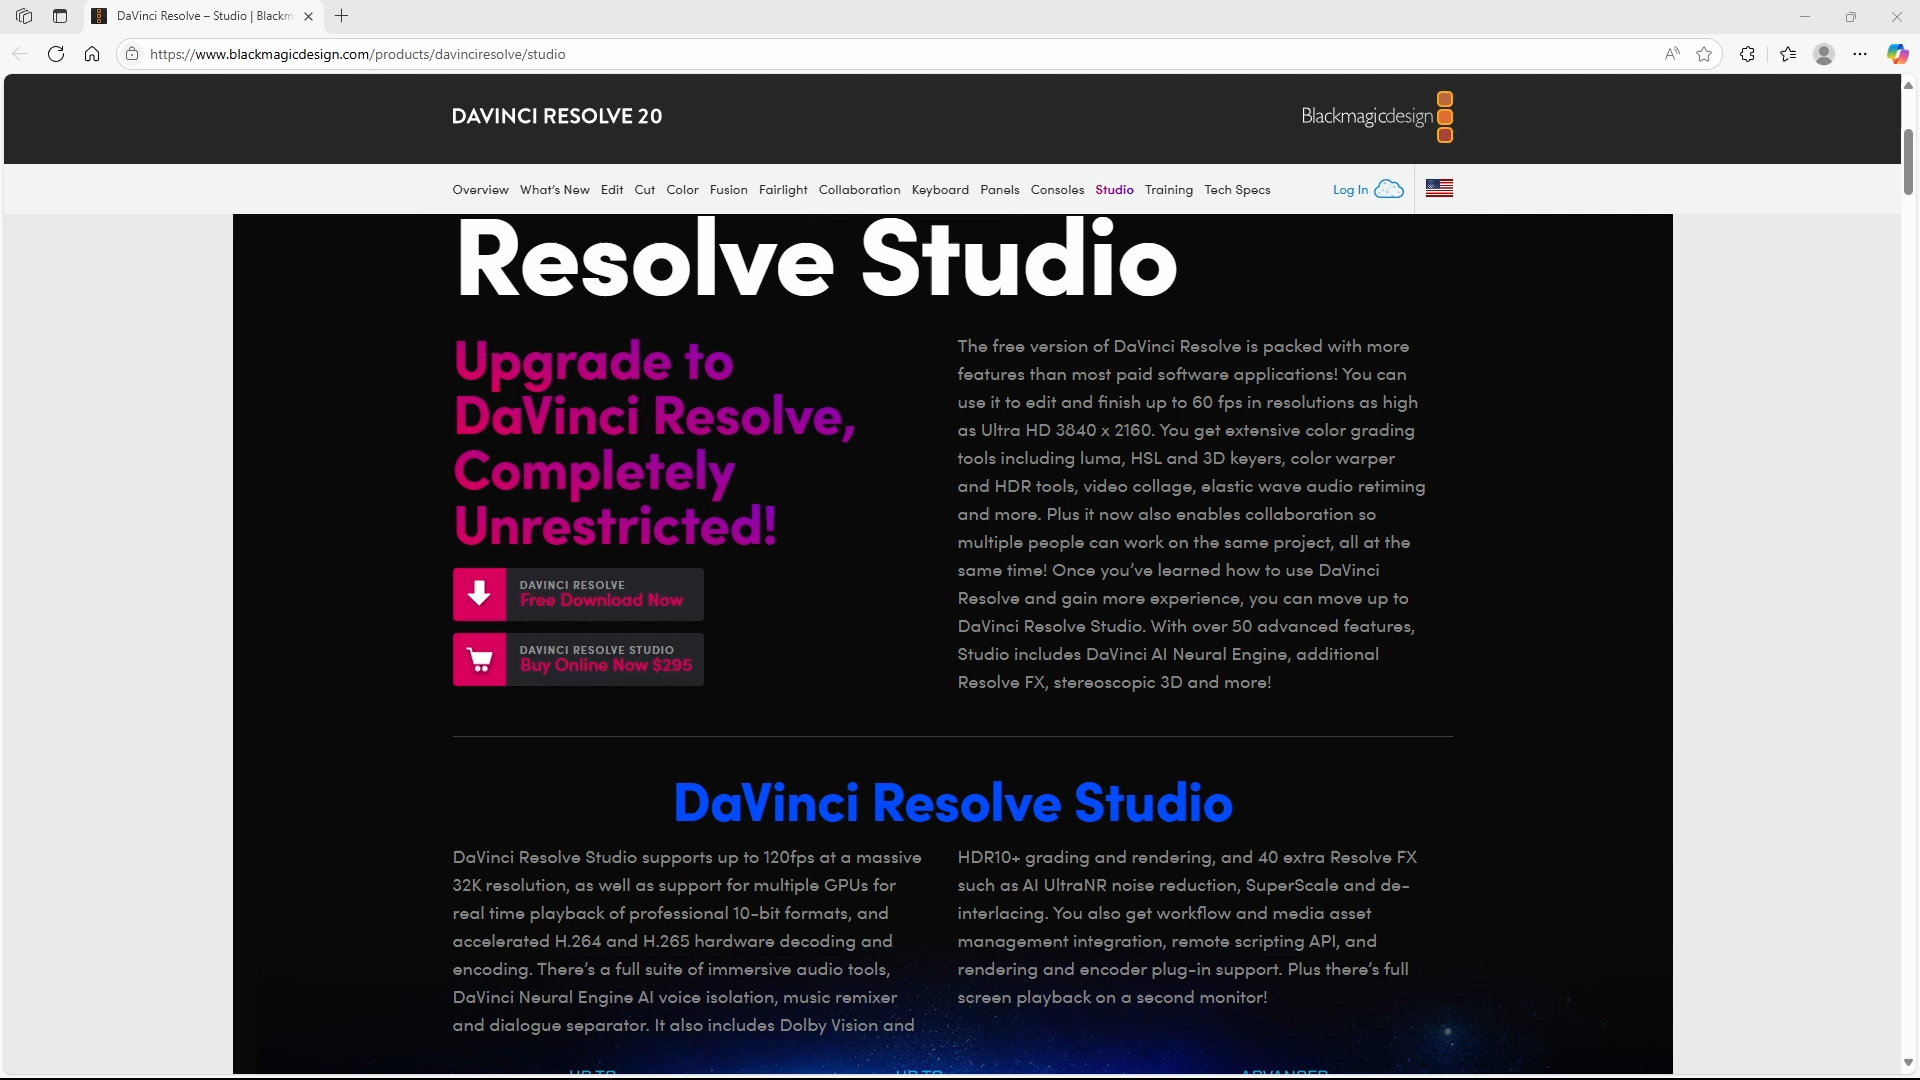 DaVinci Resolve – Studio | Blackm
https://www.blackmagicdesign.com/products/davinciresolve/studio
DAVINCI RESOLVE 20
Blackmagicdesign
Overview What's New Edit Cut Color Fusion Fairlight Collaboration Keyboard Panels Consoles Studio Training Tech Specs Log In
Resolve Studio
Upgrade to
DaVinci Resolve,
Completely
Unrestricted!
DAVINCI RESOLVE
Free Download Now
DAVINCI RESOLVE STUDIO
Buy Online Now $295
The free version of DaVinci Resolve is packed with more
features than most paid software applications! You can
use it to edit and finish up to 60 fps in resolutions as high
as Ultra HD 3840 x 2160. You get extensive color grading
tools including luma, HSL and 3D keyers, color warper
and HDR tools, video collage, elastic wave audio retiming
and more. Plus it now also enables collaboration so
multiple people can work on the same project, all at the
same time! Once you've learned how to use DaVinci
Resolve and gain more experience, you can move up to
DaVinci Resolve Studio. With over 50 advanced features,
Studio includes DaVinci AI Neural Engine, additional
Resolve FX, stereoscopic 3D and more!
DaVinci Resolve Studio
DaVinci Resolve Studio supports up to 120fps at a massive
32K resolution, as well as support for multiple GPUs for
real time playback of professional 10-bit formats, and
accelerated H.264 and H.265 hardware decoding and
encoding. There's a full suite of immersive audio tools,
DaVinci Neural Engine AI voice isolation, music remixer
and dialogue separator. It also includes Dolby Vision and
HDR10+ grading and rendering, and 40 extra Resolve FX
such as AI UltraNR noise reduction, SuperScale and de-
interlacing. You also get workflow and media asset
management integration, remote scripting API, and
rendering and encoder plug-in support. Plus there's full
screen playback on a second monitor!
UP TO
UP TO
ADVANCED